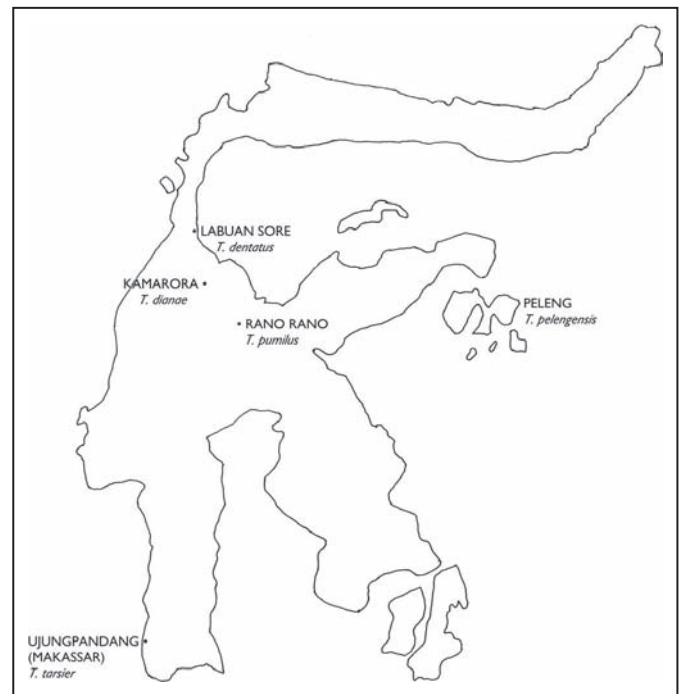 LABUAN SORE
T. dentatus
KAMARORA
T. dianae
RANO RANO
T. pumilus
PELENG
T. pelengensis
UJUNGPANDANG
(MAKASSAR)
T. tarsier